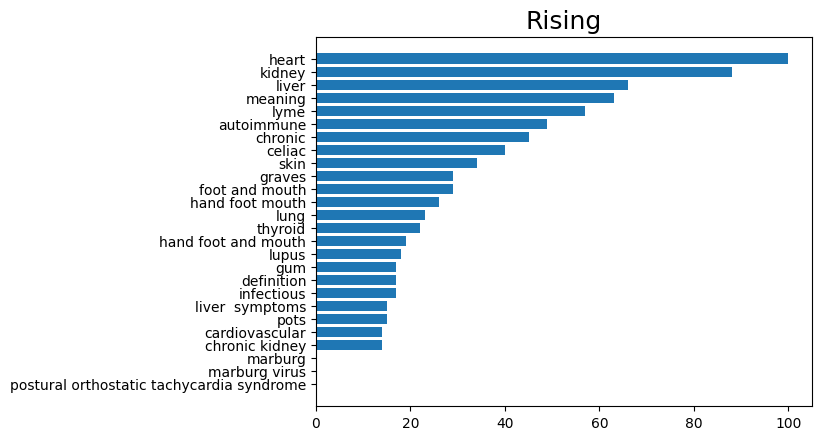 Rising
heart
kidney
liver
meaning
lyme
autoimmune
chronic
celiac
skin
graves
foot and mouth
hand foot mouth
lung
thyroid
hand foot and mouth
lupus
gum
definition
infectious
liver  symptoms
pots
cardiovascular
chronic kidney
marburg
marburg virus
postural orthostatic tachycardia syndrome
0 20 40 60 80 100